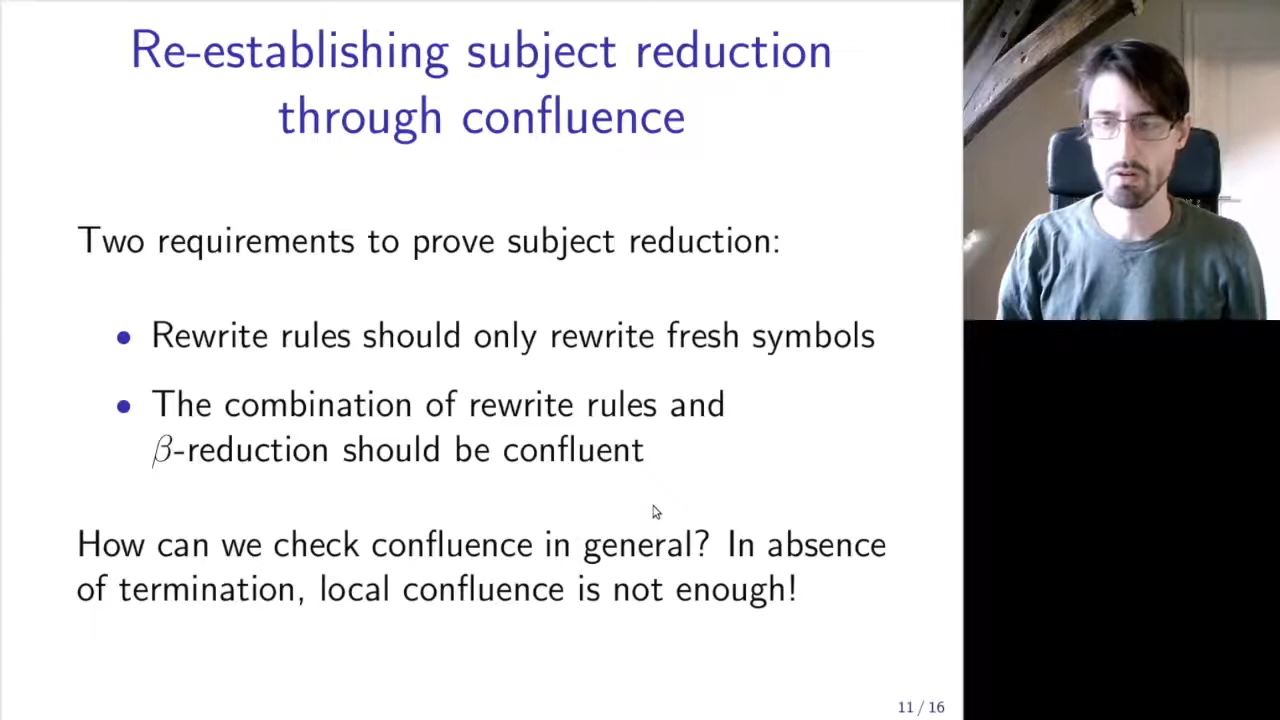 Re-establishing subject reduction
through confluence
Two requirements to prove subject reduction:
• Rewrite rules should only rewrite fresh symbols
• The combination of rewrite rules and
β-reduction should be confluent
How can we check confluence in general? In absence
of termination, local confluence is not enough!
11 / 16